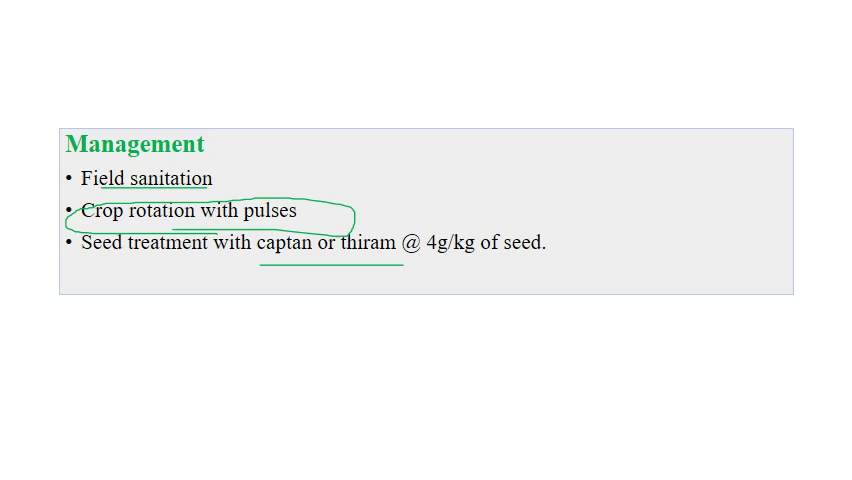 Management
• Field sanitation
• Crop rotation with pulses
• Seed treatment with captan or thiram @ 4g/kg of seed.